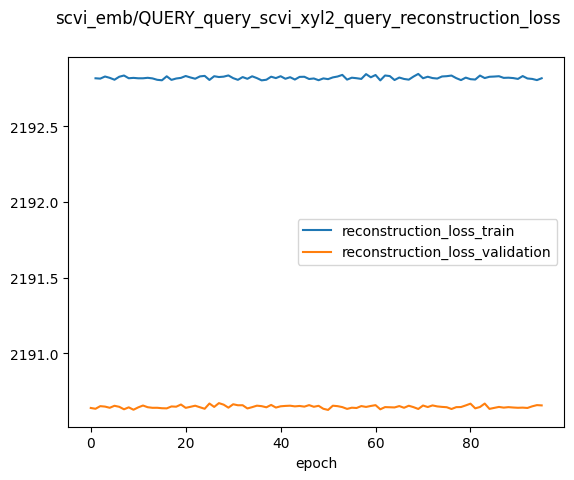 scvi_emb/QUERY_query_scvi_xyl2_query_reconstruction_loss
2192.5
2192.0
2191.5
2191.0
reconstruction_loss_train
reconstruction_loss_validation
0 20 40 60 80
epoch